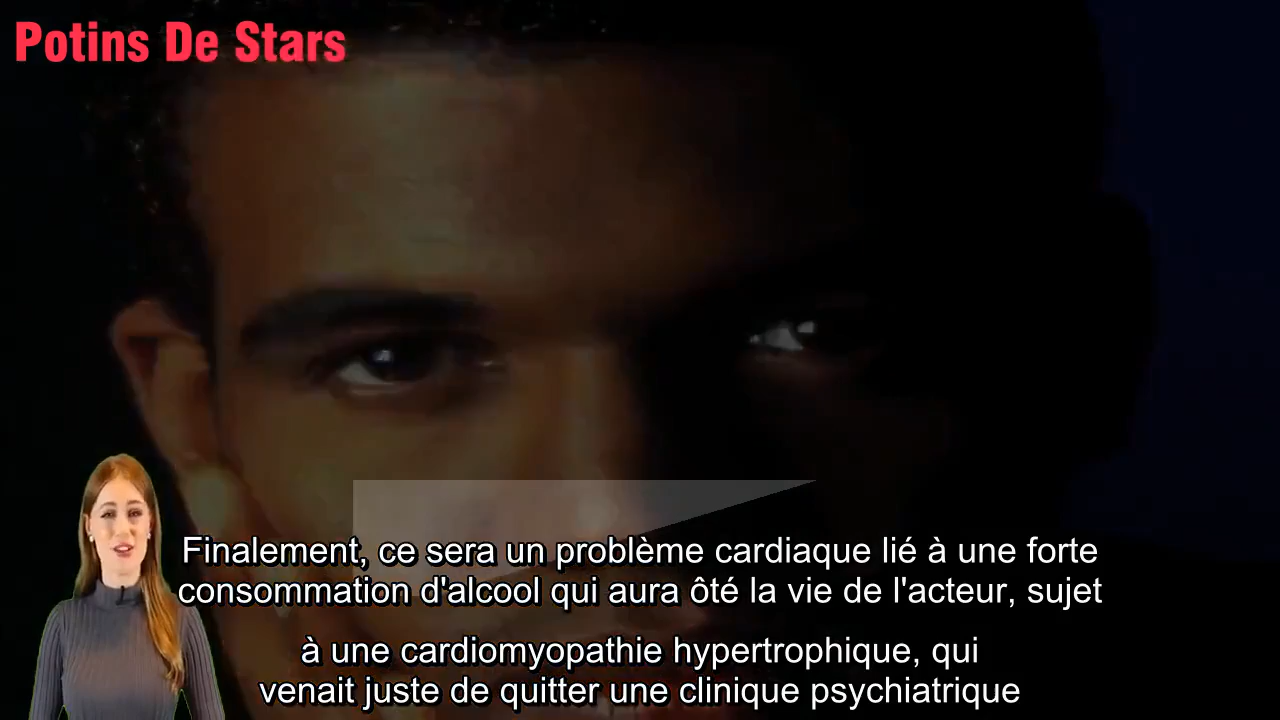 Potins De Stars
Finalement, ce sera un problème cardiaque lié à une forte
consommation d'alcool qui aura ôté la vie de l'acteur, sujet
à une cardiomyopathie hypertrophique, qui
venait juste de quitter une clinique psychiatrique